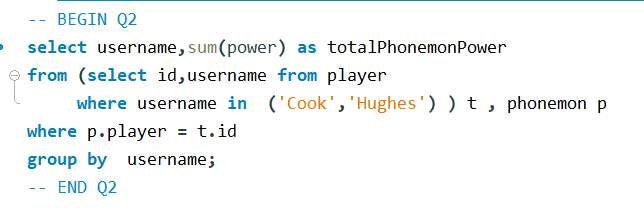 -- BEGIN Q2
select username,sum(power) as totalPhonemonPower
from (select id,username from player
where username in  ('Cook','Hughes') ) t , phonemon p
where p.player = t.id
group by  username;
-- END Q2